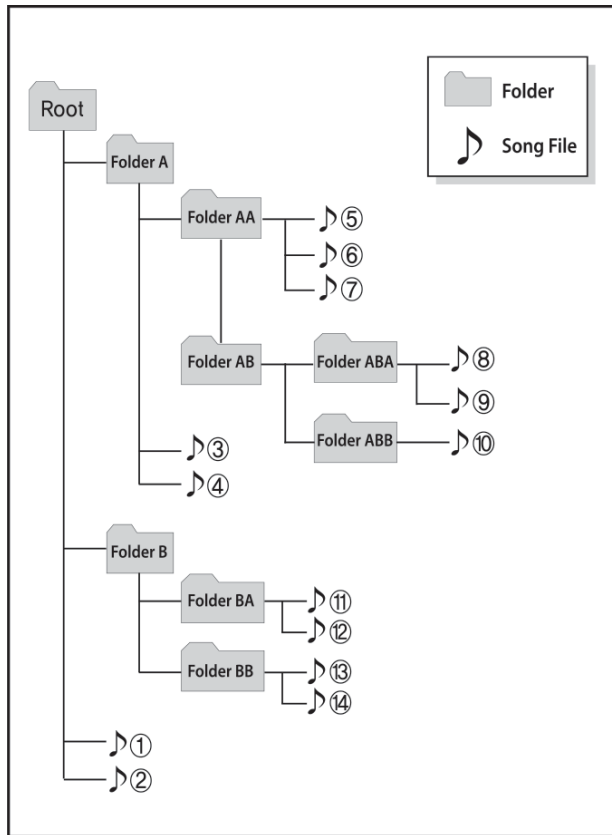 Root
Folder
Song File
Folder A
Folder AA
⑤
⑥
⑦
Folder AB
Folder ABA
⑧
⑨
Folder ABB
⑩
③
④
Folder B
Folder BA
⑪
⑫
Folder BB
⑬
⑭
①
②